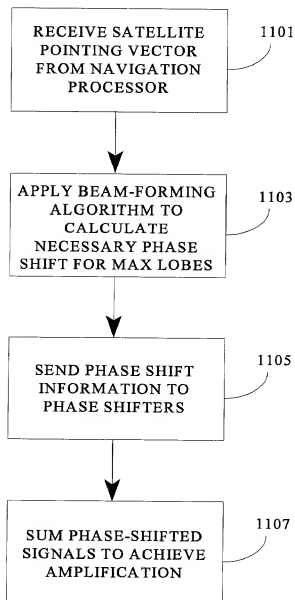 RECEIVE SATELLITE
POINTING VECTOR
FROM NAVIGATION
PROCESSOR
1101
APPLY BEAM-FORMING
ALGORITHM TO
CALCULATE
NECESSARY PHASE
SHIFT FOR MAX LOBES
1103
SEND PHASE SHIFT
INFORMATION TO
PHASE SHIFTERS
1105
SUM PHASE-SHIFTED
SIGNALS TO ACHIEVE
AMPLIFICATION
1107